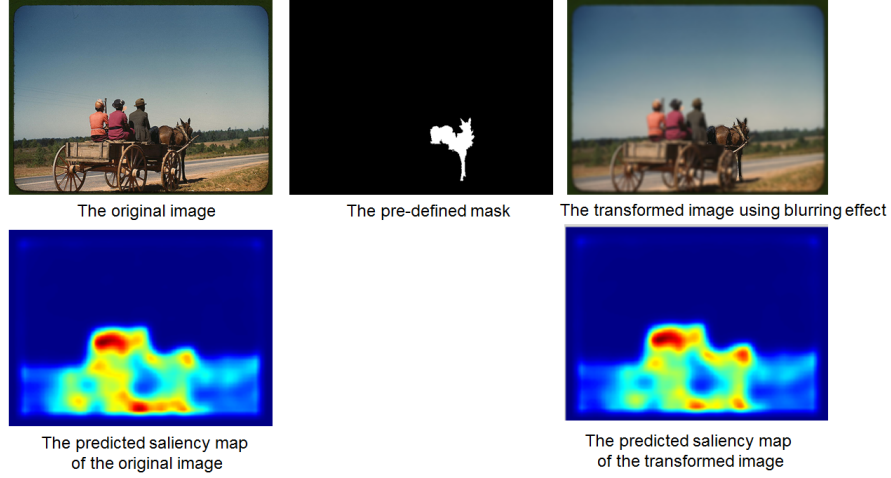 The original image
The pre-defined mask
The transformed image using blurring effect
The predicted saliency map
of the original image
The predicted saliency map
of the transformed image